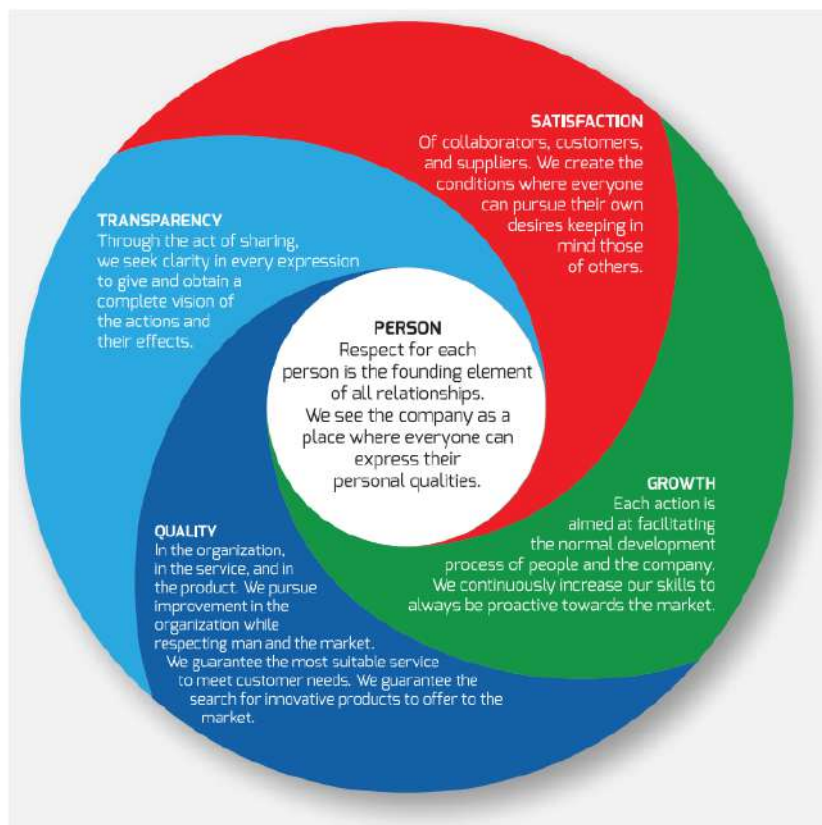 SATISFACTION
Of collaborators, customers,
and suppliers. We create the
conditions where everyone
can pursue their own
desires keeping in
mind those
of others.
TRANSPARENCY
Through the act of sharing,
we seek clarity in every expression
to give and obtain a
complete vision of
the actions and
their effects.
PERSON
Respect for each
person is the founding element
of all relationships.
We see the company as a
place where everyone can
express their
personal qualities.
GROWTH
Each action is
aimed at facilitating
the normal development
process of people and the company.
We continuously increase our skills to
always be proactive towards the market.
QUALITY
In the organization,
in the service, and in
the product. We pursue
improvement in the
organization while
respecting man and the market.
We guarantee the most suitable service
to meet customer needs. We guarantee the
search for innovative products to offer to the
market.